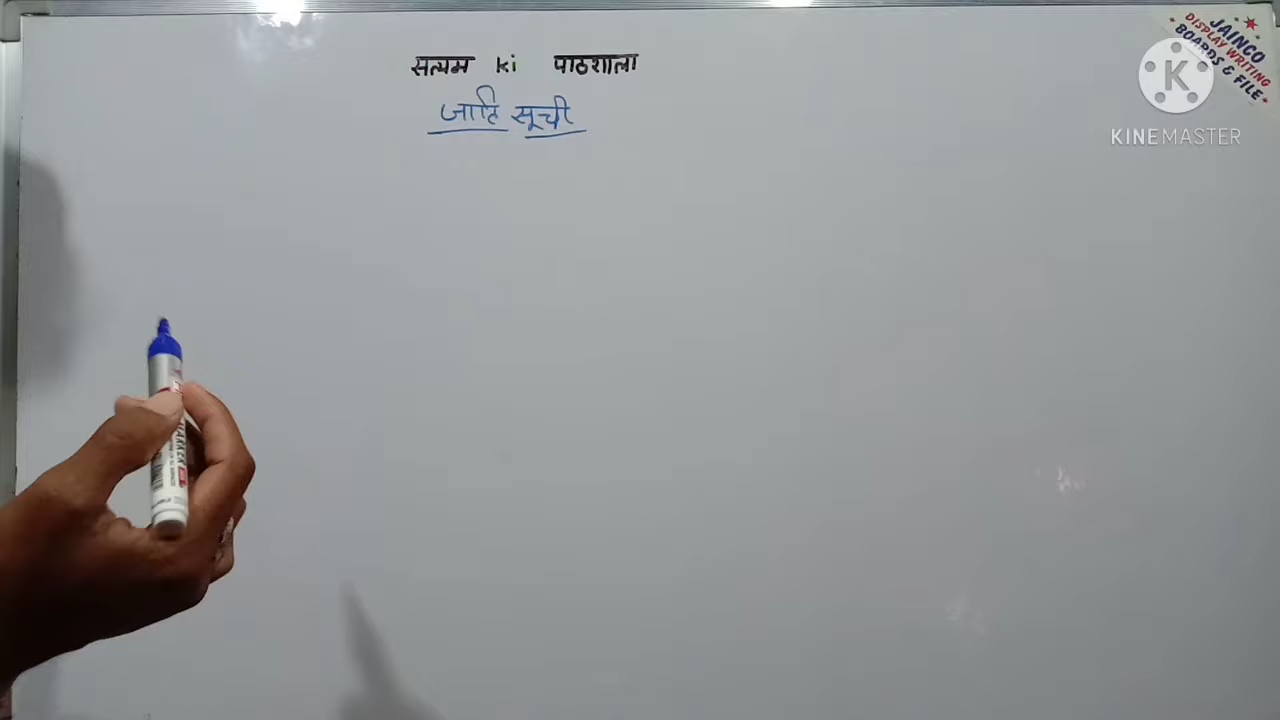 सत्यम ki पाठशाला
जाति सूची
JAINCO
DISPLAY WRITING
BOARDS & FILE
K
KINEMASTER